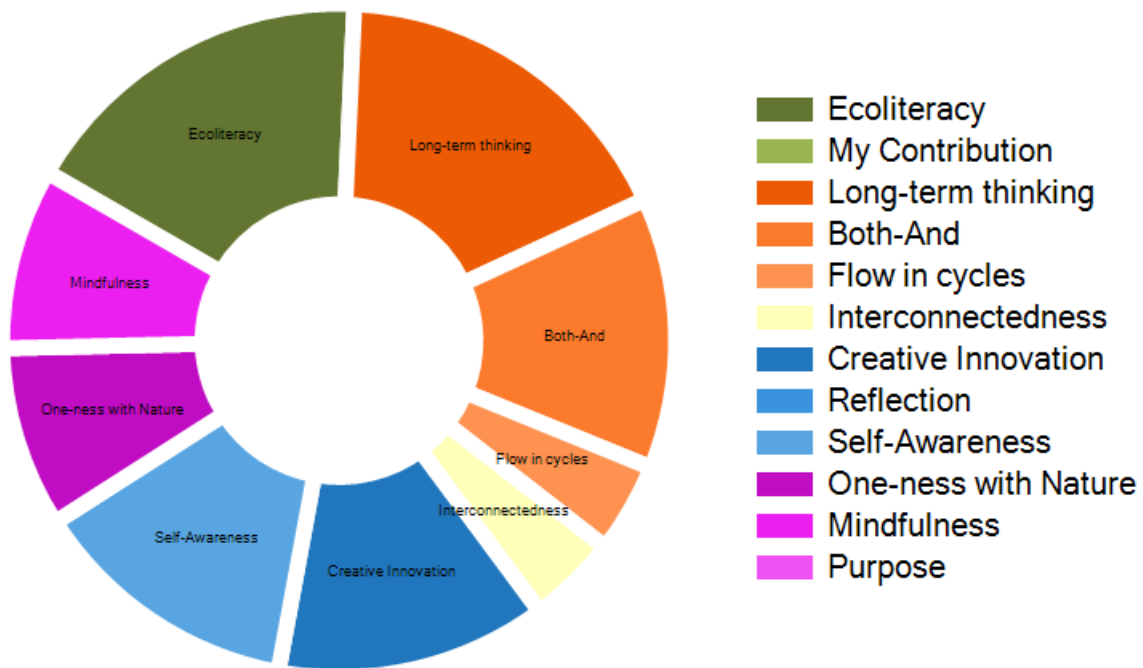 Ecoliteracy
Long-term thinking
Mindfulness
Both-And
One-ness with Nature
Flow in cycles
Interconnectedness
Self-Awareness
Creative Innovation
Ecoliteracy
My Contribution
Long-term thinking
Both-And
Flow in cycles
Interconnectedness
Creative Innovation
Reflection
Self-Awareness
One-ness with Nature
Mindfulness
Purpose